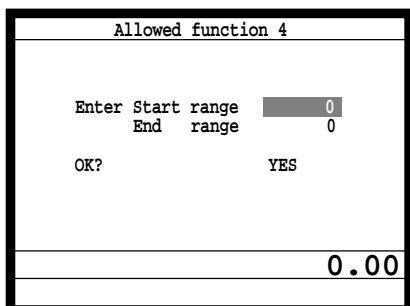 Allowed function 4
Enter Start range 0
End range 0
OK? YES
0.00